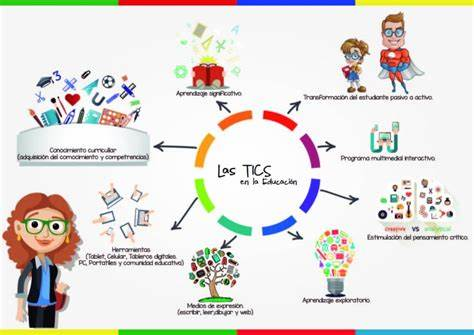 Aprendizaje significativo.
Transformación del estudiante pasivo a activo.
Conocimiento curricular
(adquisición del conocimiento y competencias).
Las TICS
en la Educación
Programa multimedial interactivo.
CREATIVE VS analytical
Estimulación del pensamiento crítico.
Herramientas
(Tablet, Celular, Tableros digitales.
PC, Portatiles y comunidad educativa)
Medios de expresión.
(escribir, leer,dibujar y web)
Aprendizaje exploratorio.